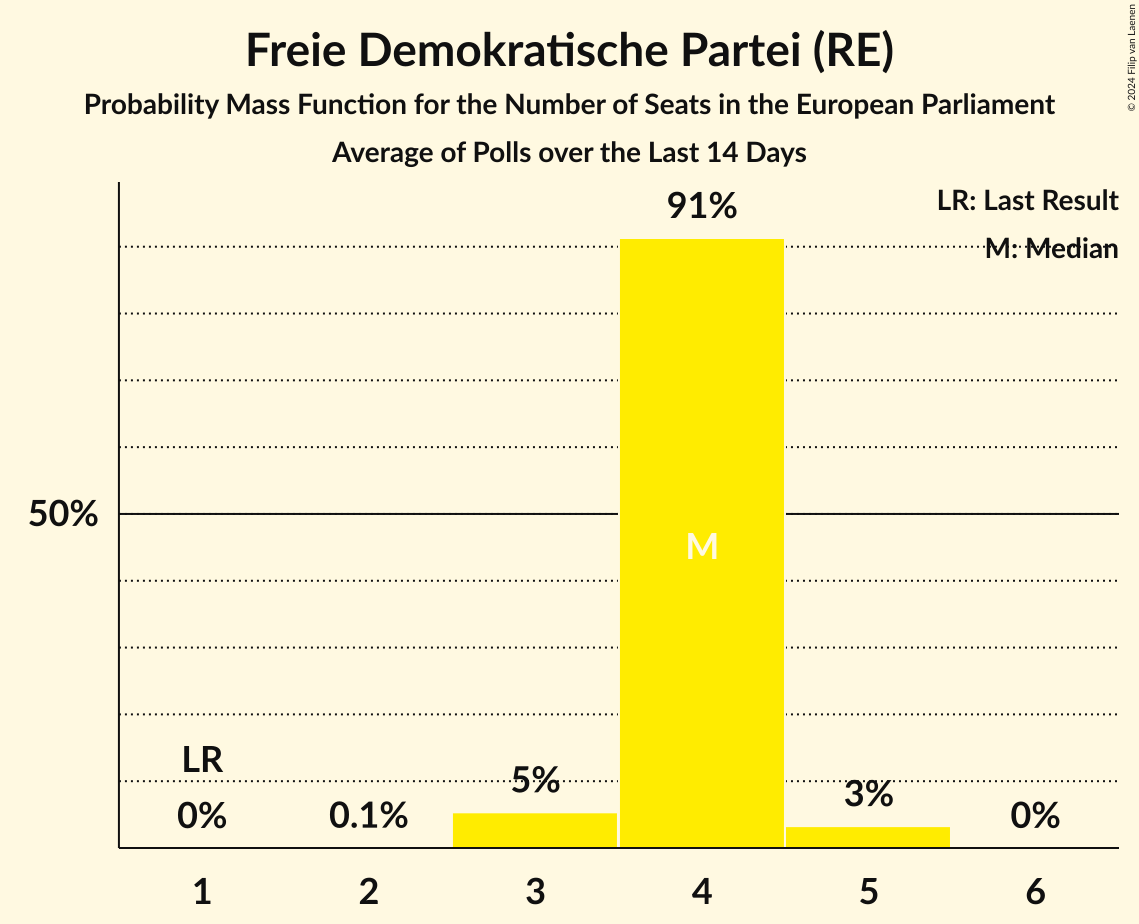 Freie Demokratische Partei (RE)
Probability Mass Function for the Number of Seats in the European Parliament
Average of Polls over the Last 14 Days
© 2024 Filip van Laenen
LR: Last Result
M: Median
91%
50%
M
LR
0%
0.1%
5%
3%
0%
1 2 3 4 5 6